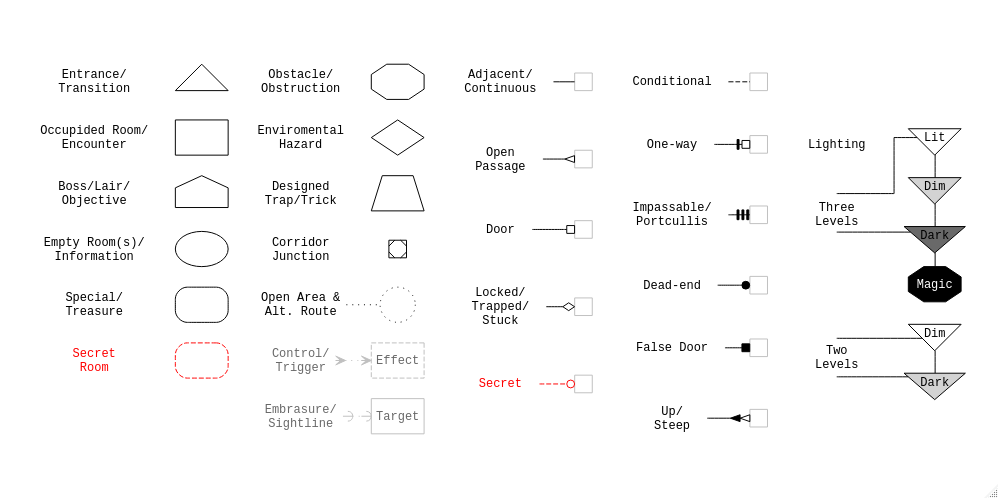 Entrance/
Transition
Occupided Room/
Encounter
Boss/Lair/
Objective
Empty Room(s)/
Information
Special/
Treasure
Secret
Room
Obstacle/
Obstruction
Enviromental
Hazard
Designed
Trap/Trick
Corridor
Junction
Open Area &
Alt. Route
Control/
Trigger
Effect
Embrasure/
Sightline
Target
Adjacent/
Continuous
Open
Passage
Door
Locked/
Trapped/
Stuck
Secret
Conditional
One-way
Impassable/
Portcullis
Dead-end
False Door
Up/
Steep
Lighting
Three
Levels
Lit
Dim
Dark
Magic
Two
Levels
Dim
Dark